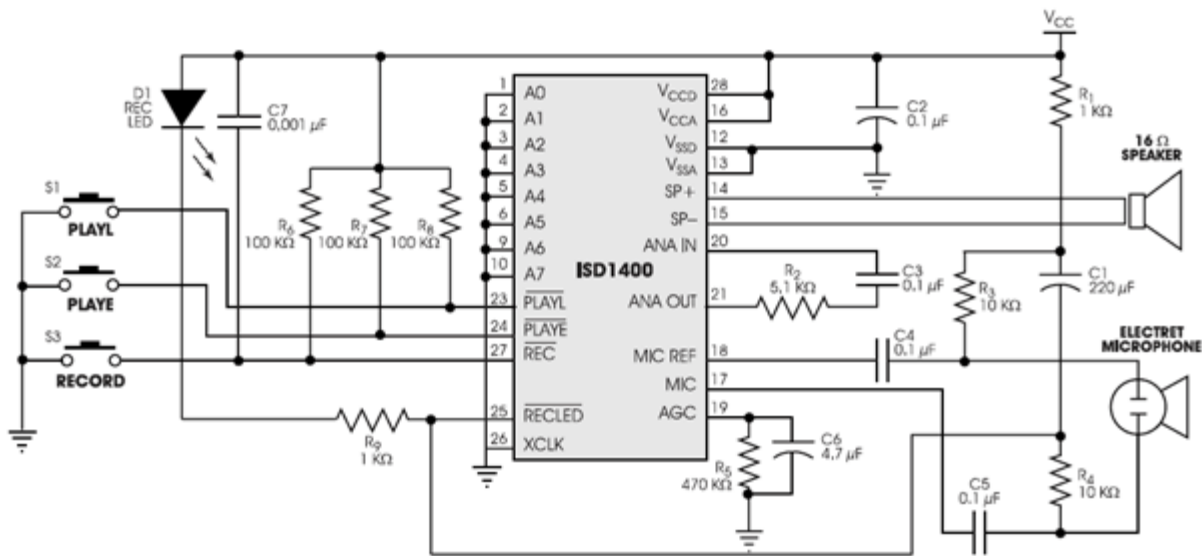 VCC
D1
REC
LED
C7
0.001 µF
S1
PLAYL
S2
PLAYE
S3
RECORD
R6
100 KΩ
R7
100 KΩ
R8
100 KΩ
R9
1 KΩ
1 A0
2 A1
3 A2
4 A3
5 A4
6 A5
9 A6
10 A7
23 PLAYL
24 PLAYE
27 REC
25 RECLED
26 XCLK
ISD1400
VCCD 28
VCCA 16
VSSD 12
VSSA 13
SP+ 14
SP– 15
ANA IN 20
ANA OUT 21
MIC REF 18
MIC 17
AGC 19
C2
0.1 µF
R1
1 KΩ
16 Ω
SPEAKER
R2
5.1 KΩ
C3
0.1 µF
R3
10 KΩ
C1
220 µF
C4
0.1 µF
ELECTRET
MICROPHONE
R5
470 KΩ
C6
4.7 µF
C5
0.1 µF
R4
10 KΩ